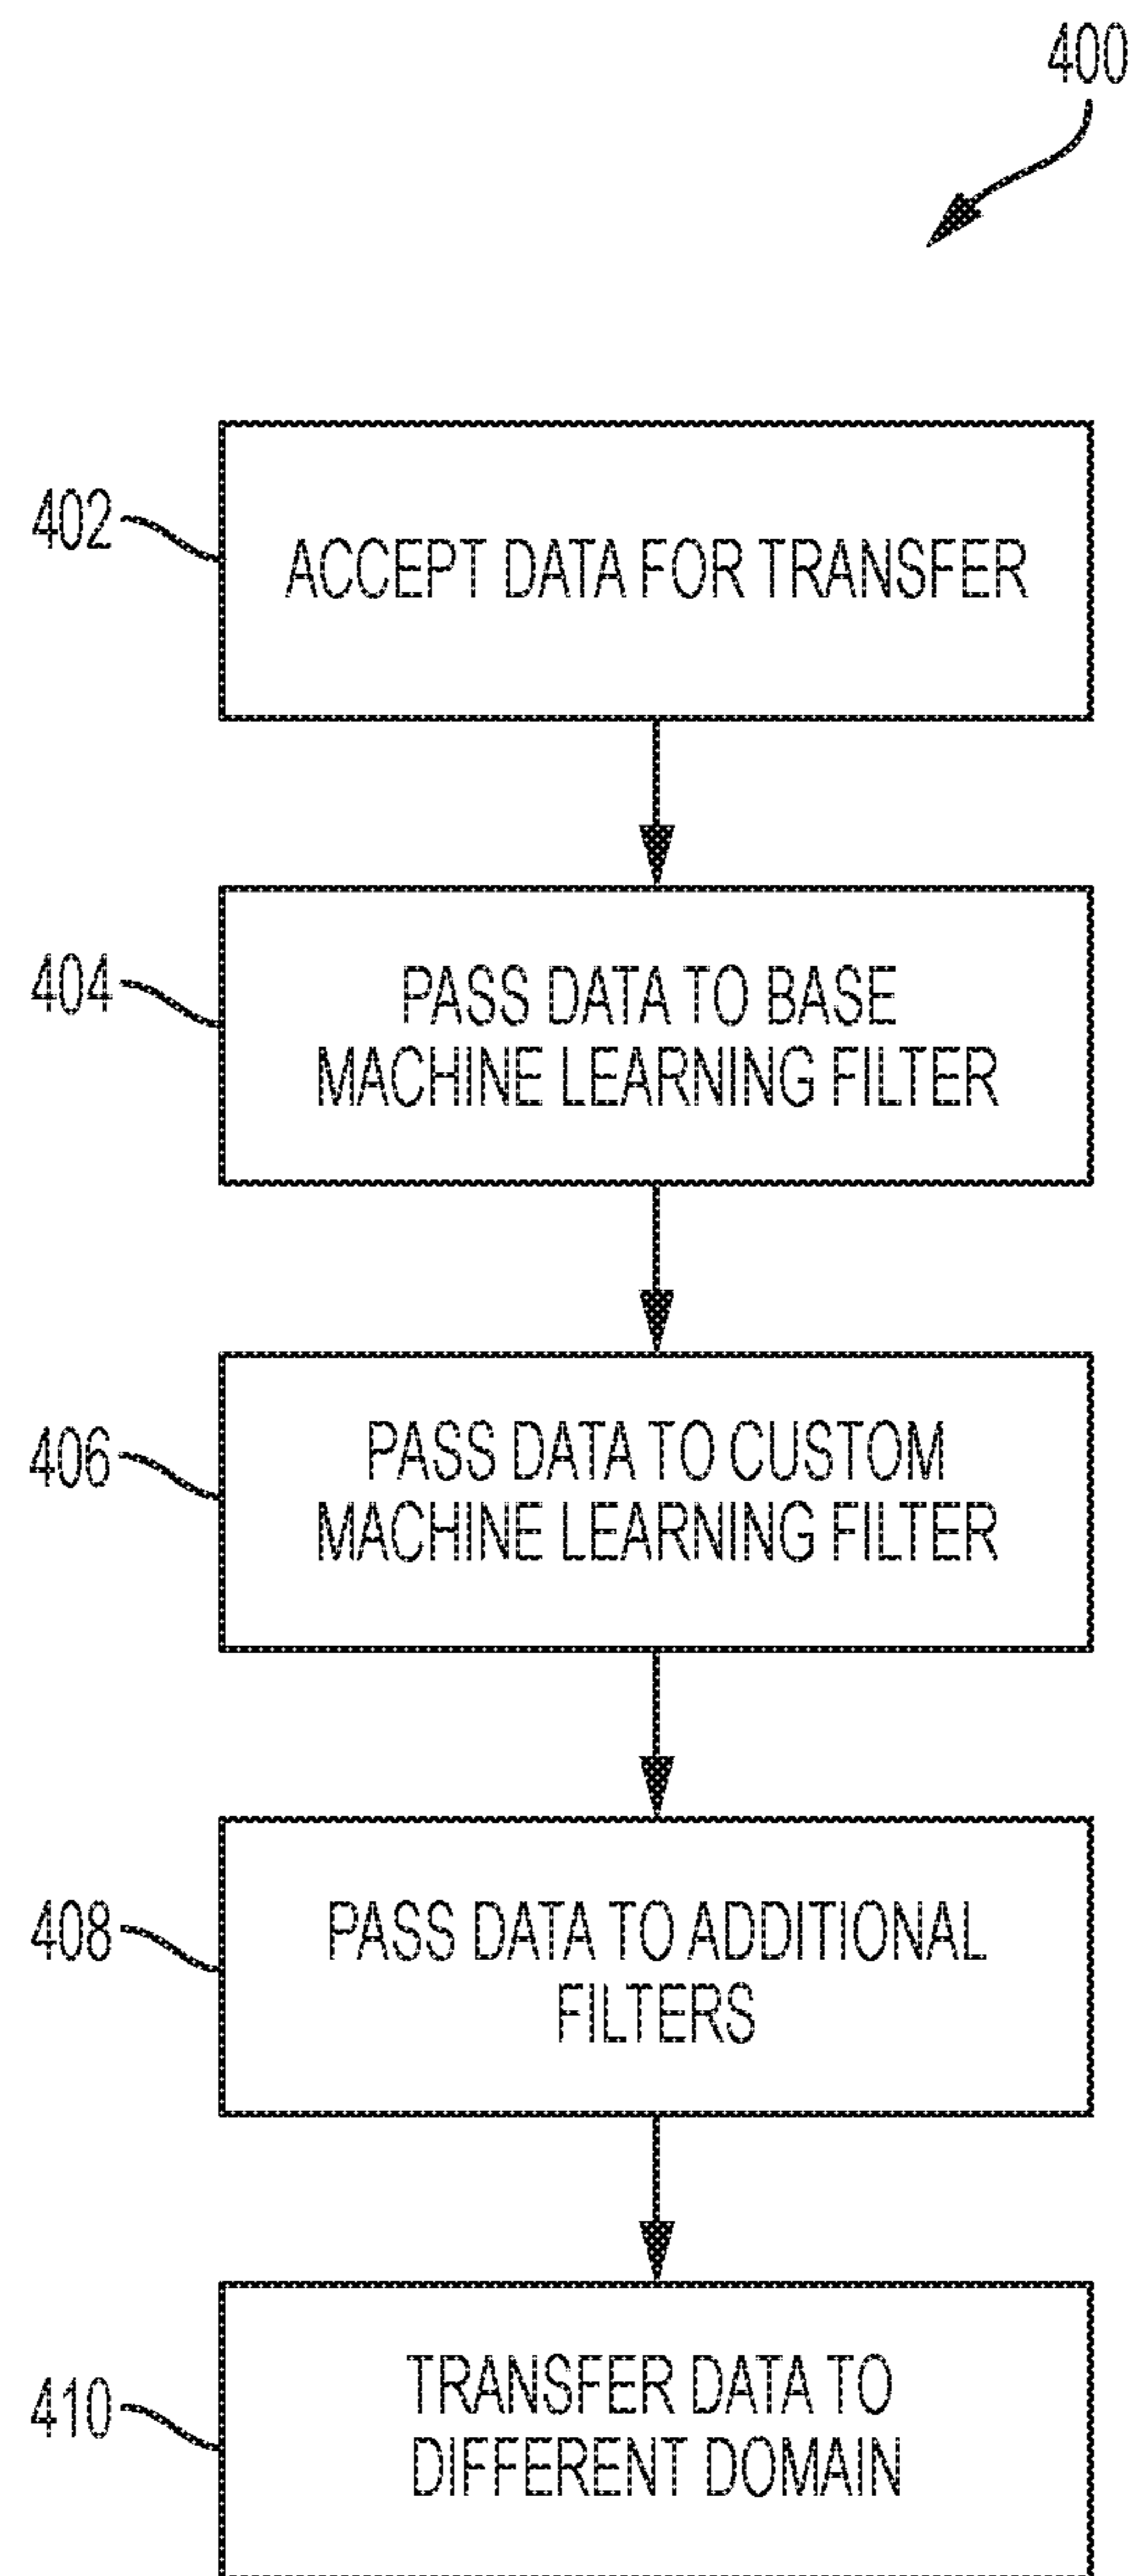 400
402
ACCEPT DATA FOR TRANSFER
404
PASS DATA TO BASE
MACHINE LEARNING FILTER
406
PASS DATA TO CUSTOM
MACHINE LEARNING FILTER
408
PASS DATA TO ADDITIONAL
FILTERS
410
TRANSFER DATA TO
DIFFERENT DOMAIN